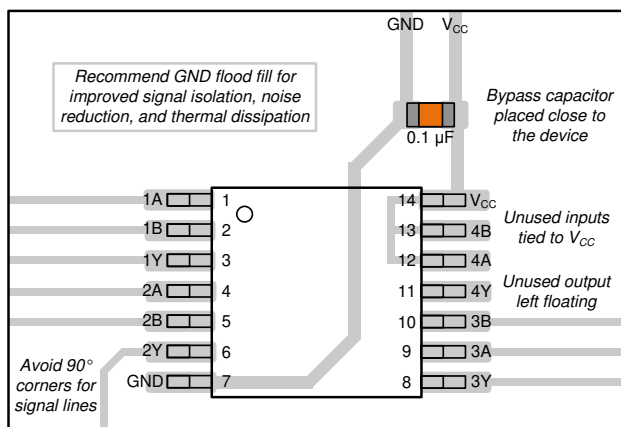 GND VCC
Recommend GND flood fill for
improved signal isolation, noise
reduction, and thermal dissipation
Bypass capacitor
placed close to
the device
0.1 µF
1A 1 14 VCC
1B 2 13 4B
1Y 3 12 4A
2A 4 11 4Y
2B 5 10 3B
2Y 6 9 3A
GND 7 8 3Y
Unused inputs
tied to VCC
Unused output
left floating
Avoid 90°
corners for
signal lines